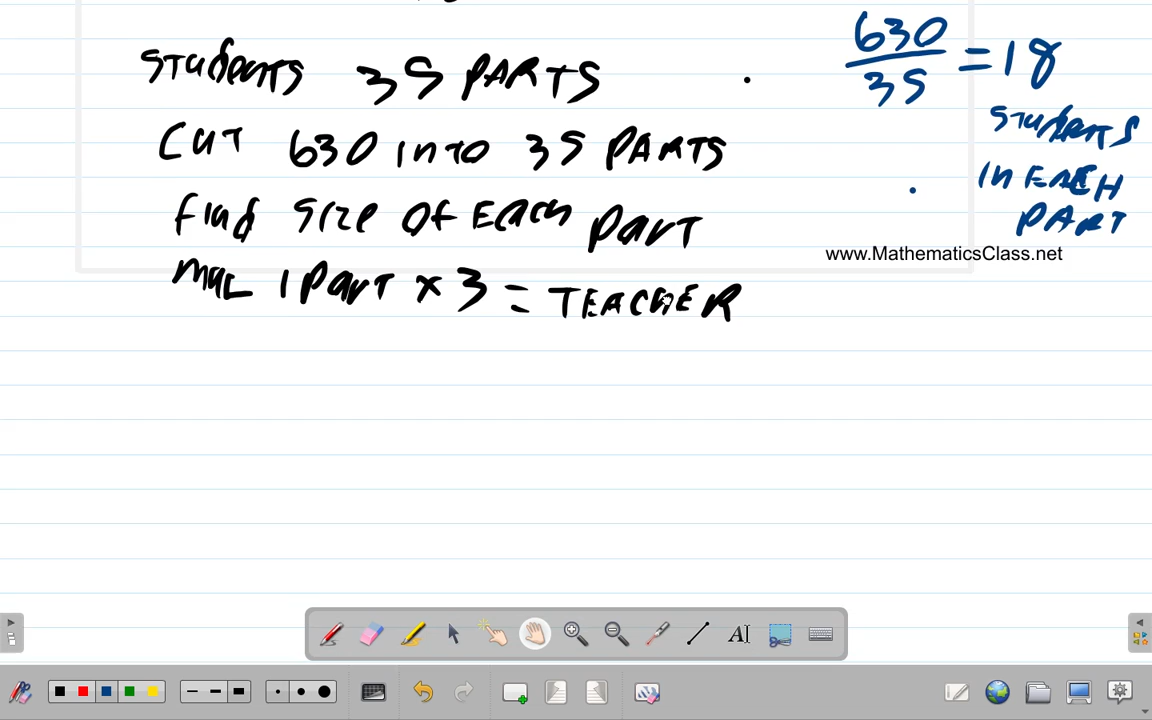 students 35 PARTS
630
35
= 18
students
in EACH
PART
Cut 630 into 35 PARTS
find size of Each part
www.MathematicsClass.net
mul 1 part x 3 = TEACHER
A